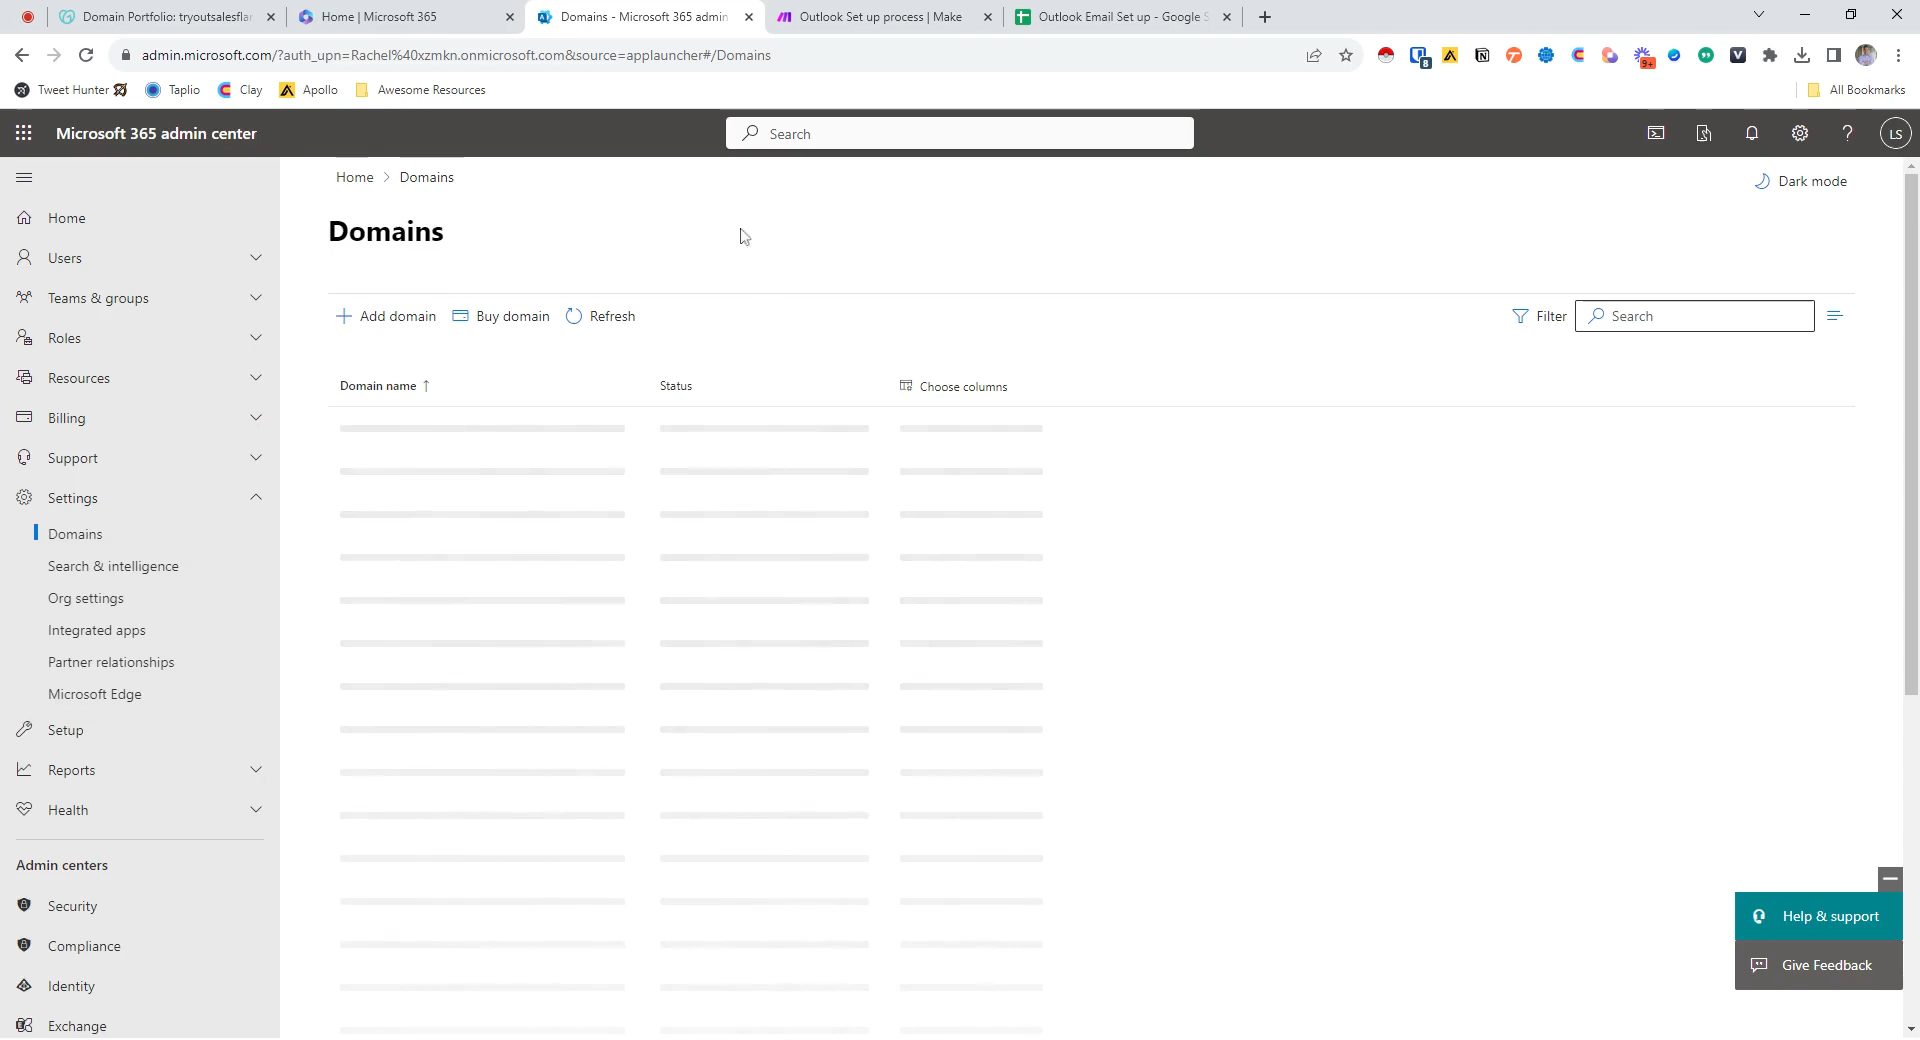 Domain Portfolio: tryoutsalesflar
Home | Microsoft 365
Domains - Microsoft 365 admin
Outlook Set up process | Make
Outlook Email Set up - Google S
admin.microsoft.com/?auth_upn=Rachel%40xzmkn.onmicrosoft.com&source=applauncher#/Domains
8
9+
Tweet Hunter
Taplio
Clay
Apollo
Awesome Resources
All Bookmarks
Microsoft 365 admin center
Search
LS
Home > Domains
Dark mode
Domains
Add domain
Buy domain
Refresh
Filter
Search
Domain name ↑
Status
Choose columns
Home
Users
Teams & groups
Roles
Resources
Billing
Support
Settings
Domains
Search & intelligence
Org settings
Integrated apps
Partner relationships
Microsoft Edge
Setup
Reports
Health
Admin centers
Security
Compliance
Identity
Exchange
Help & support
Give Feedback